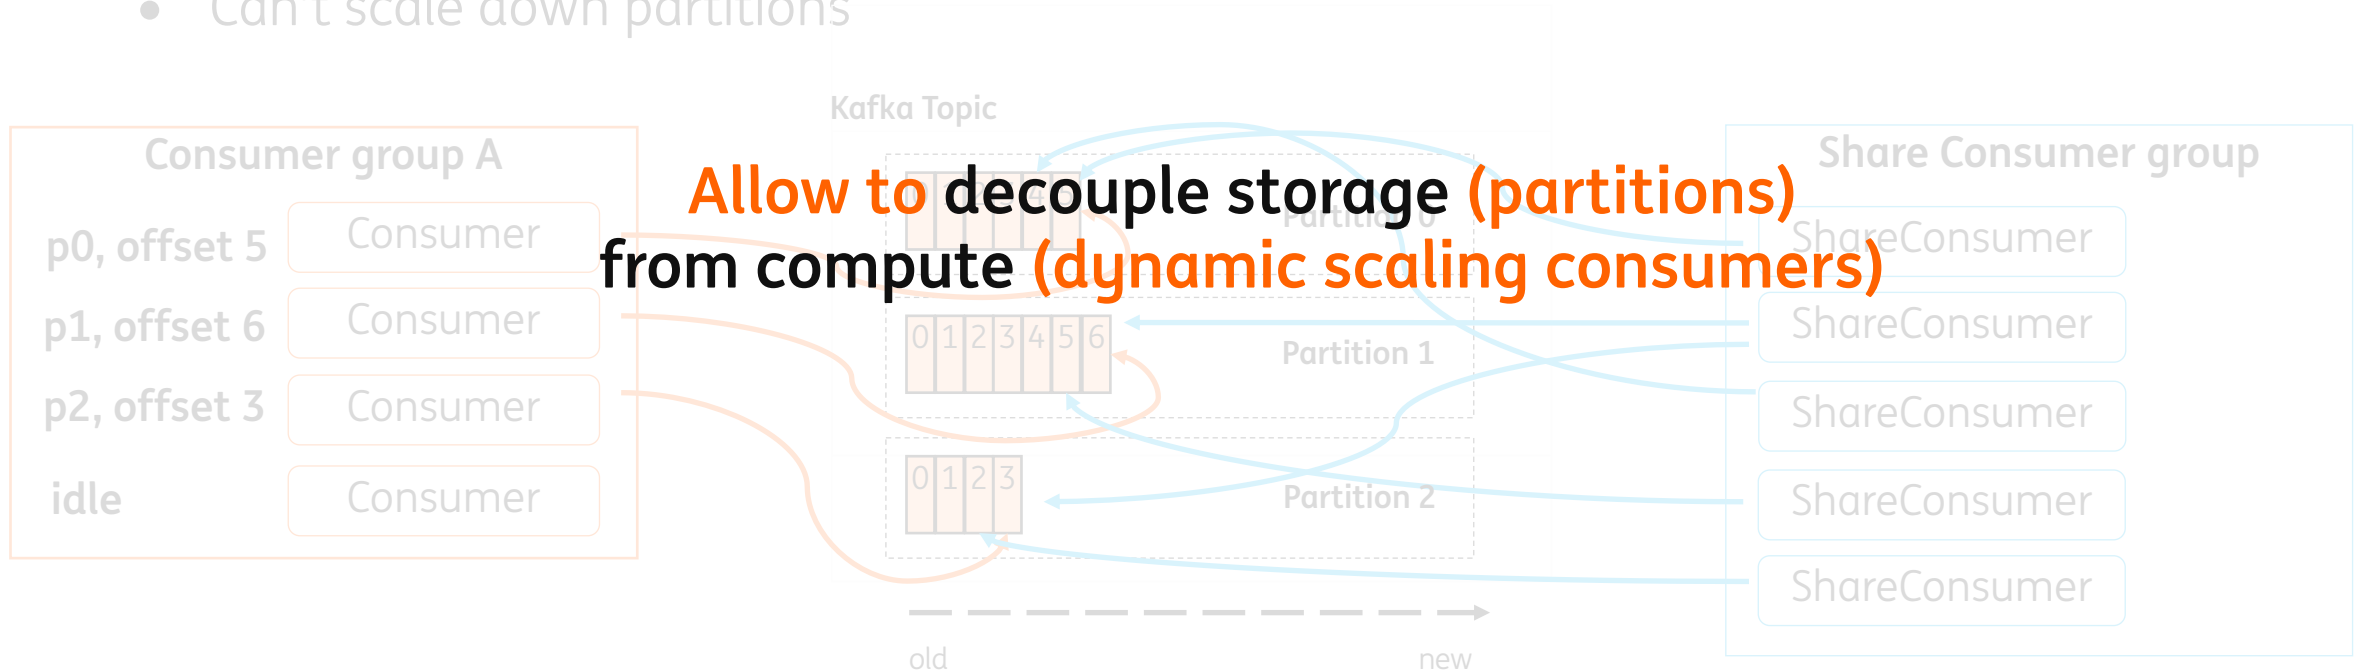 • Can't scale down partitions
Kafka Topic
Consumer group A
Share Consumer group
Allow to decouple storage (partitions)
from compute (dynamic scaling consumers)
p0, offset 5
Consumer
4
Partition 0
ShareConsumer
p1, offset 6
Consumer
0 1 2 3 4 5 6
Partition 1
ShareConsumer
p2, offset 3
Consumer
ShareConsumer
idle
Consumer
0 1 2 3
Partition 2
ShareConsumer
ShareConsumer
old
new